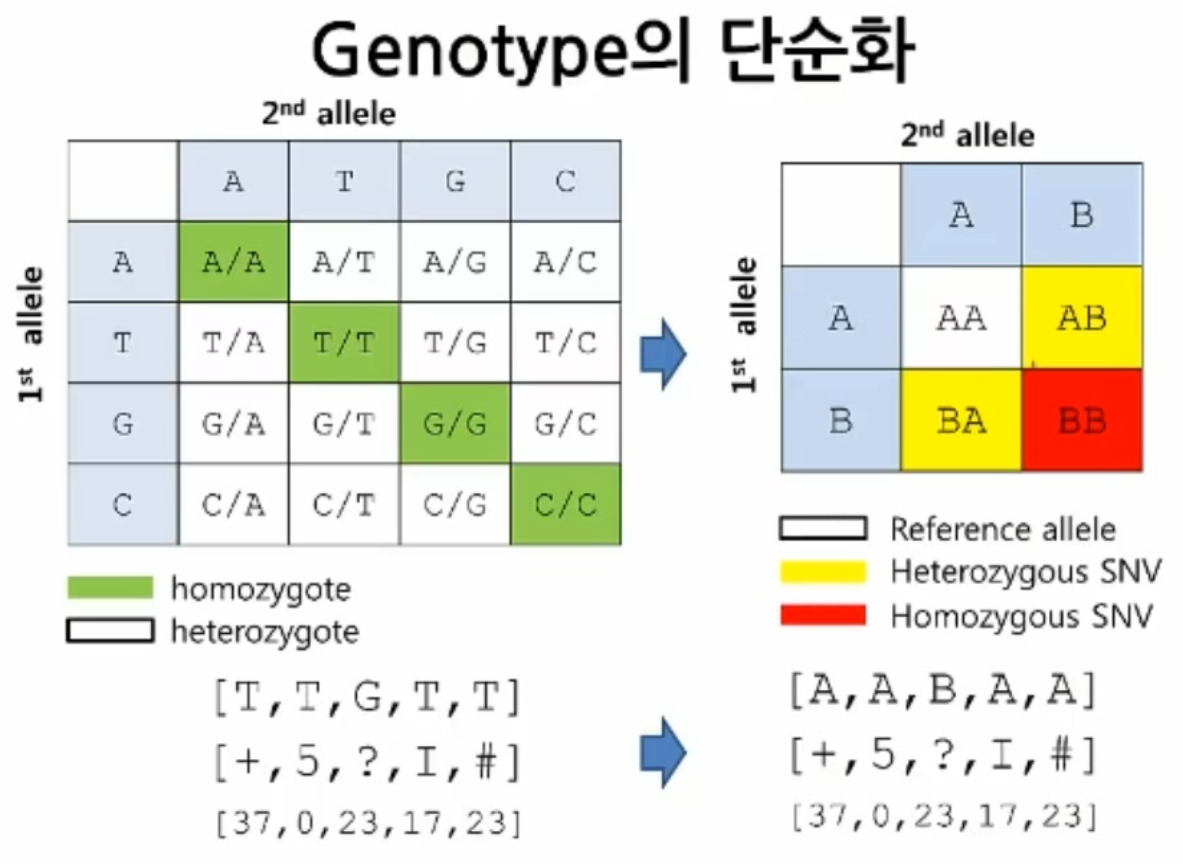 Genotype의 단순화
2nd allele
A T G C
1st allele
A A/A A/T A/G A/C
T T/A T/T T/G T/C
G G/A G/T G/G G/C
C C/A C/T C/G C/C
homozygote
heterozygote
[T,T,G,T,T]
[+,5,?,I,#]
[37,0,23,17,23]
2nd allele
A B
1st allele
A AA AB
B BA BB
Reference allele
Heterozygous SNV
Homozygous SNV
[A,A,B,A,A]
[+,5,?,I,#]
[37,0,23,17,23]